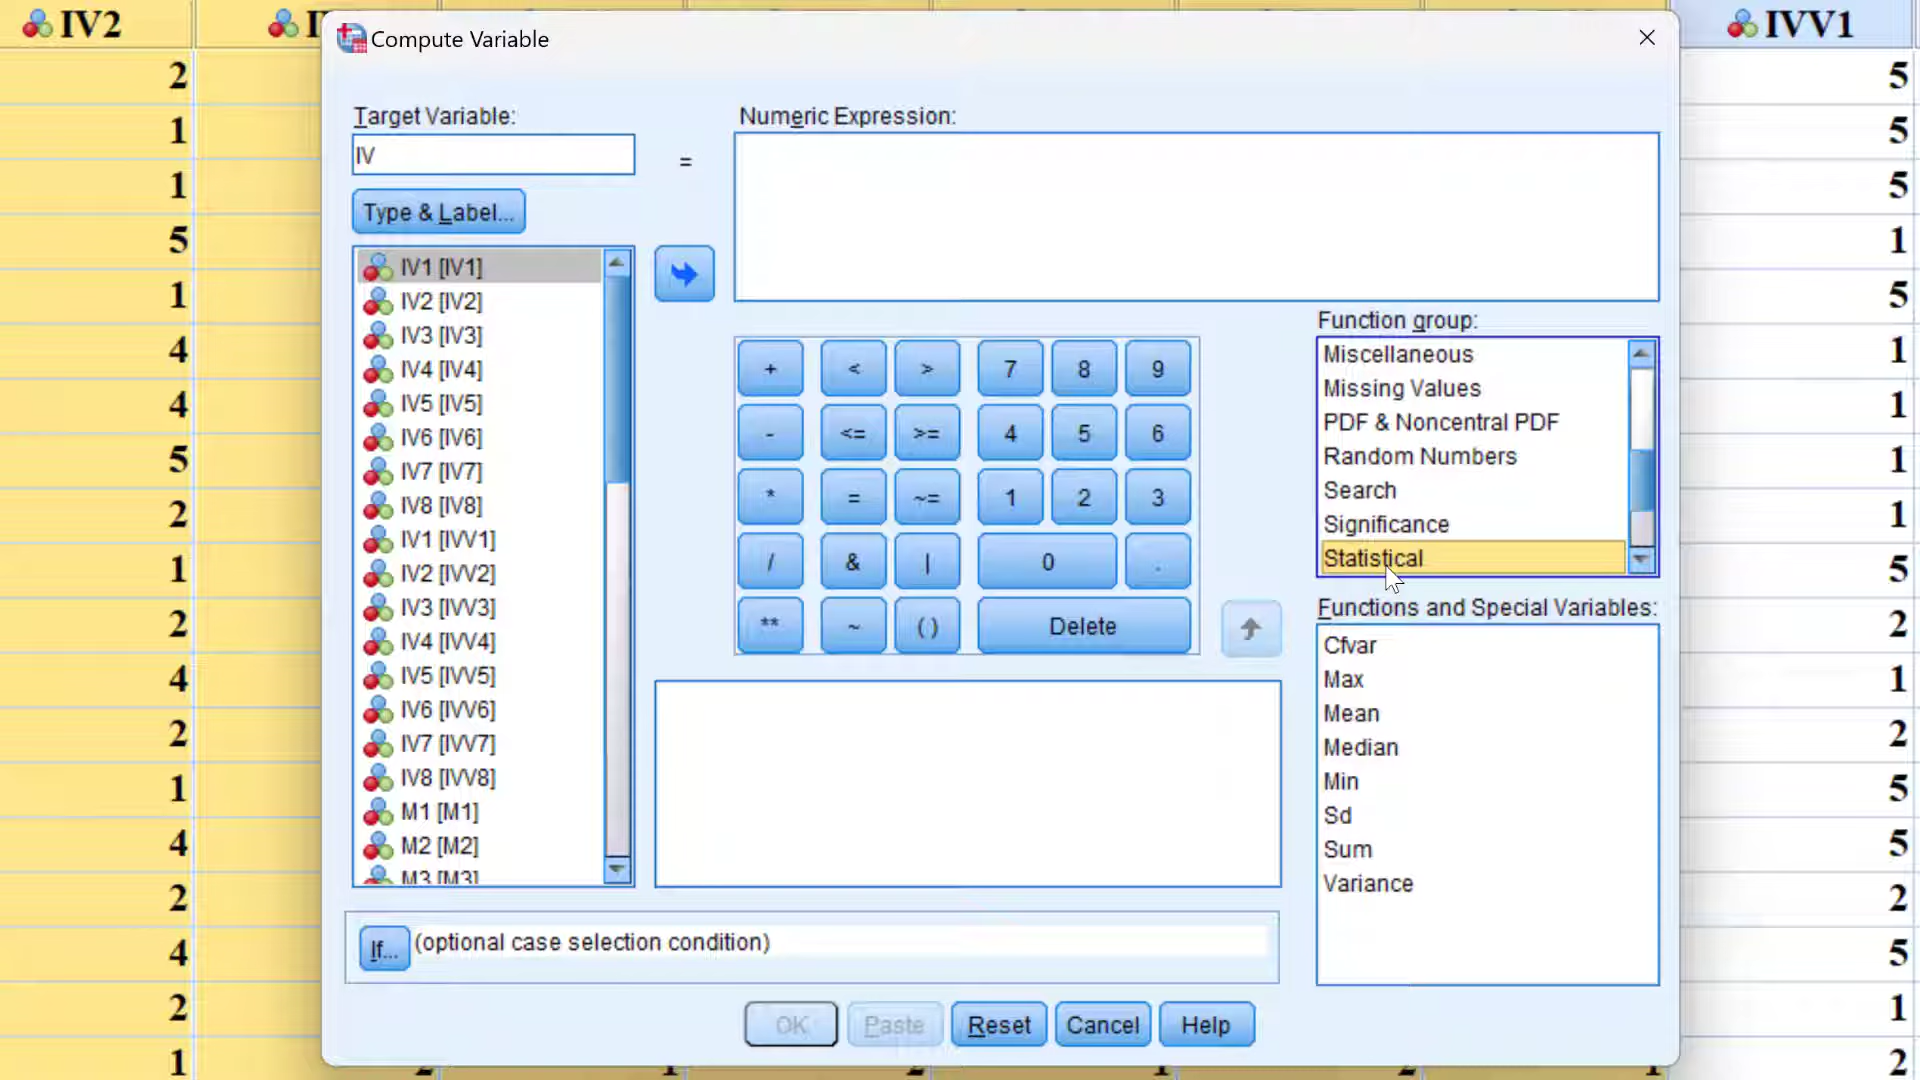 IV2
IVV1
Compute Variable
Target Variable:
Numeric Expression:
IV
=
Type & Label...
IV1 [IV1]
IV2 [IV2]
IV3 [IV3]
IV4 [IV4]
IV5 [IV5]
IV6 [IV6]
IV7 [IV7]
IV8 [IV8]
IV1 [IVV1]
IV2 [IVV2]
IV3 [IVV3]
IV4 [IVV4]
IV5 [IVV5]
IV6 [IVV6]
IV7 [IVV7]
IV8 [IVV8]
M1 [M1]
M2 [M2]
M3 [M3]
+ < > 7 8 9
- <= >= 4 5 6
* = ~= 1 2 3
/ & | 0 .
** ~ ( ) Delete
Function group:
Miscellaneous
Missing Values
PDF & Noncentral PDF
Random Numbers
Search
Significance
Statistical
Functions and Special Variables:
Cfvar
Max
Mean
Median
Min
Sd
Sum
Variance
If... (optional case selection condition)
OK Paste Reset Cancel Help
2
1
1
5
1
4
4
5
2
1
2
4
2
1
4
2
4
2
1
5
5
5
1
5
1
1
1
1
5
2
1
2
5
5
2
5
1
2